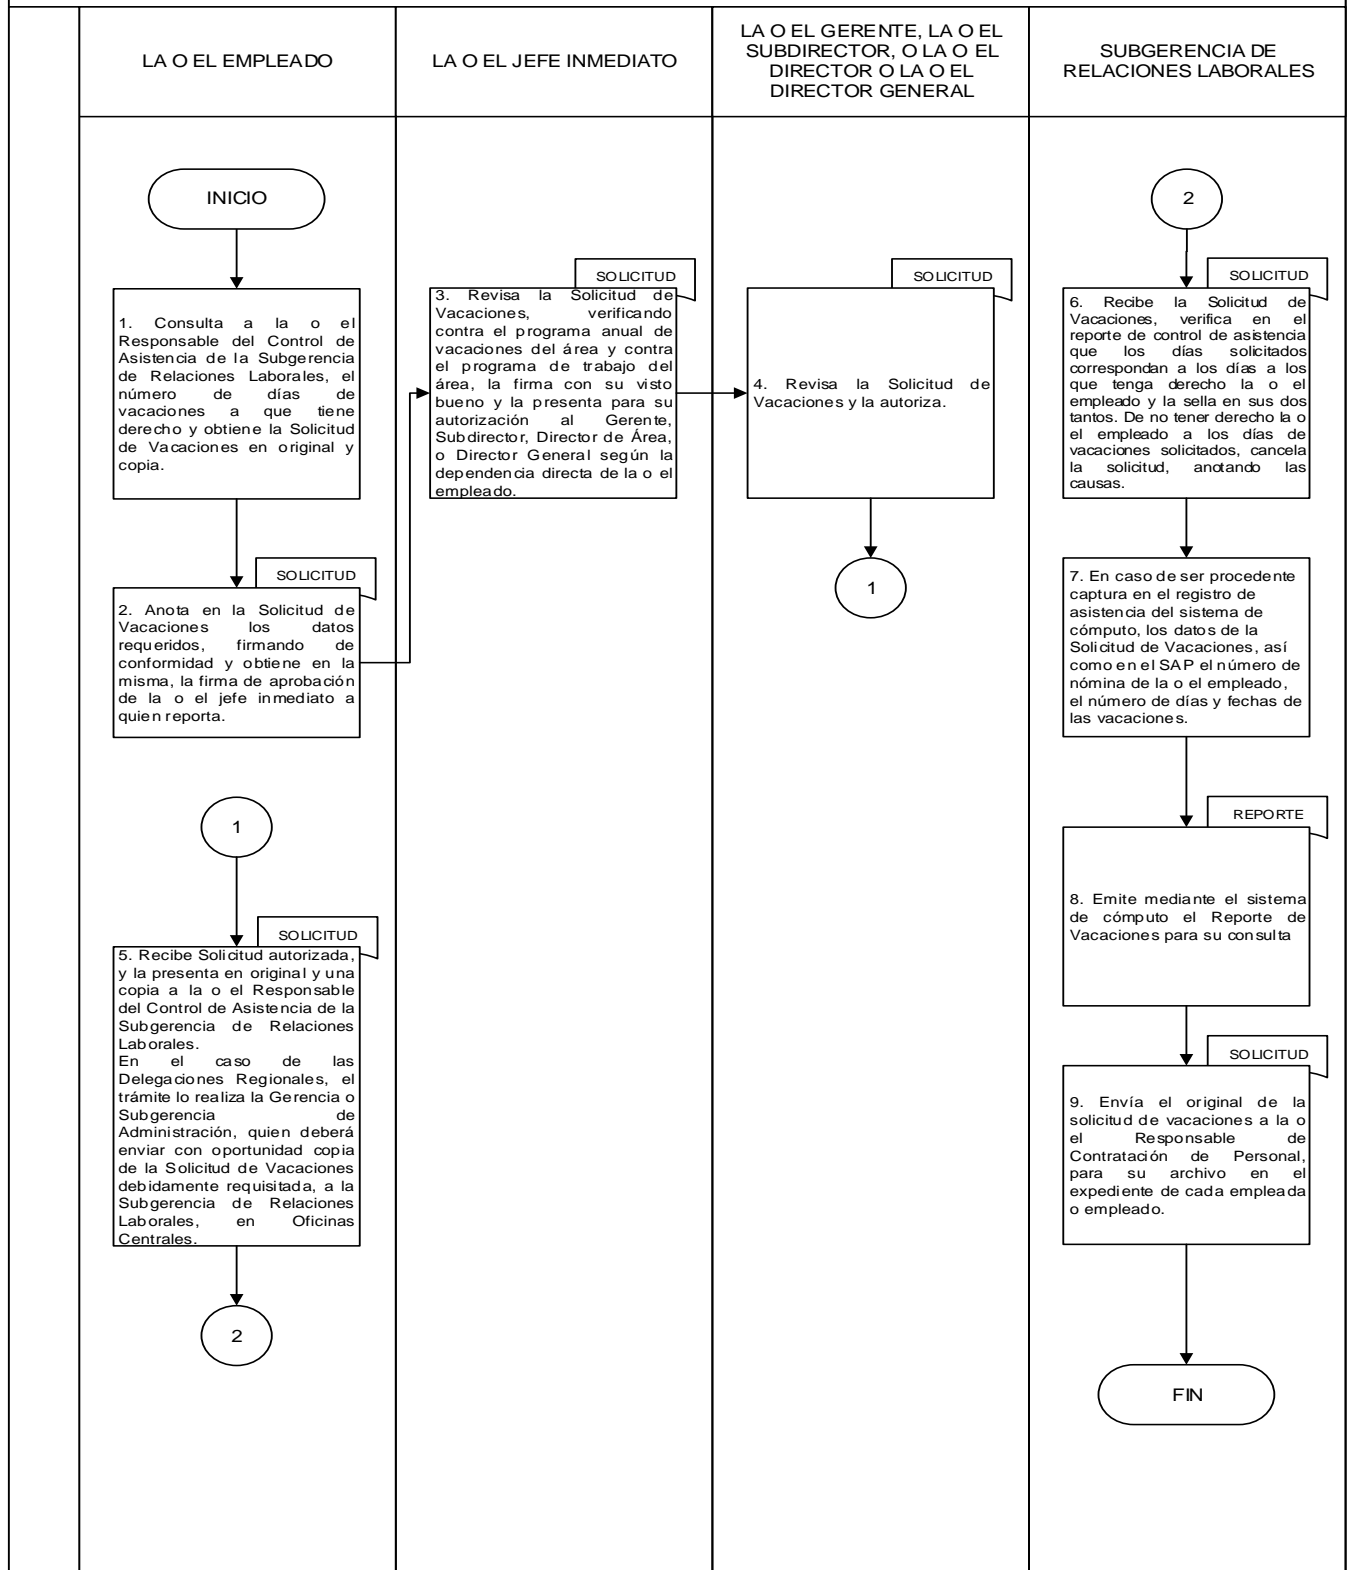 LA O EL EMPLEADO
LA O EL JEFE INMEDIATO
LA O EL GERENTE, LA O EL
SUBDIRECTOR, O LA O EL
DIRECTOR O LA O EL
DIRECTOR GENERAL
SUBGERENCIA DE
RELACIONES LABORALES
INICIO
1. Consulta a la o el
Responsable del Control de
Asistencia de la Subgerencia
de Relaciones Laborales, el
número de días de
vacaciones a que tiene
derecho y obtiene la Solicitud
de Vacaciones en original y
copia.
SOLICITUD
2. Anota en la Solicitud de
Vacaciones los datos
requeridos, firmando de
conformidad y obtiene en la
misma, la firma de aprobación
de la o el jefe inmediato a
quien reporta.
SOLICITUD
3. Revisa la Solicitud de
Vacaciones, verificando
contra el programa anual de
vacaciones del área y contra
el programa de trabajo del
área, la firma con su visto
bueno y la presenta para su
autorización al Gerente,
Subdirector, Director de Área,
o Director General según la
dependencia directa de la o el
empleado.
SOLICITUD
4. Revisa la Solicitud de
Vacaciones y la autoriza.
1
1
SOLICITUD
5. Recibe Solicitud autorizada,
y la presenta en original y una
copia a la o el Responsable
del Control de Asistencia de la
Subgerencia de Relaciones
Laborales.
En el caso de las
Delegaciones Regionales, el
trámite lo realiza la Gerencia o
Subgerencia de
Administración, quien deberá
enviar con oportunidad copia
de la Solicitud de Vacaciones
debidamente requisitada, a la
Subgerencia de Relaciones
Laborales, en Oficinas
Centrales.
2
2
SOLICITUD
6. Recibe la Solicitud de
Vacaciones, verifica en el
reporte de control de asistencia
que los días solicitados
correspondan a los días a los
que tenga derecho la o el
empleado y la sella en sus dos
tantos. De no tener derecho la o
el empleado a los días de
vacaciones solicitados, cancela
la solicitud, anotando las
causas.
7. En caso de ser procedente
captura en el registro de
asistencia del sistema de
cómputo, los datos de la
Solicitud de Vacaciones, así
como en el SAP el número de
nómina de la o el empleado,
el número de días y fechas de
las vacaciones.
REPORTE
8. Emite mediante el sistema
de cómputo el Reporte de
Vacaciones para su consulta
SOLICITUD
9. Envía el original de la
solicitud de vacaciones a la o
el Responsable de
Contratación de Personal,
para su archivo en el
expediente de cada empleada
o empleado.
FIN